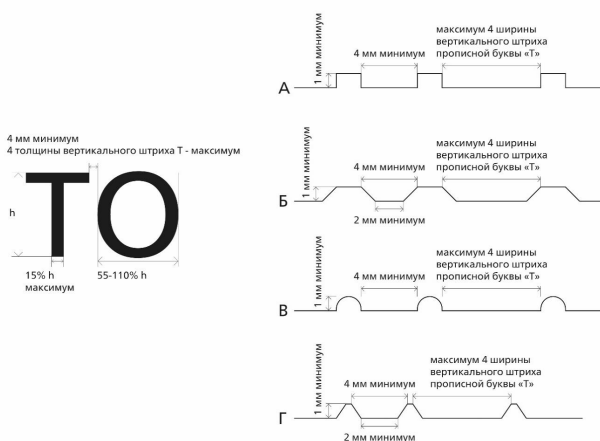 4 мм минимум
4 толщины вертикального штриха Т - максимум
ТО
h
15% h
максимум
55-110% h
А
1 мм минимум
4 мм минимум
максимум 4 ширины
вертикального штриха
прописной буквы «Т»
Б
1 мм минимум
4 мм минимум
2 мм минимум
максимум 4 ширины
вертикального штриха
прописной буквы «Т»
В
1 мм минимум
4 мм минимум
максимум 4 ширины
вертикального штриха
прописной буквы «Т»
Г
1 мм минимум
4 мм минимум
2 мм минимум
максимум 4 ширины
вертикального штриха
прописной буквы «Т»